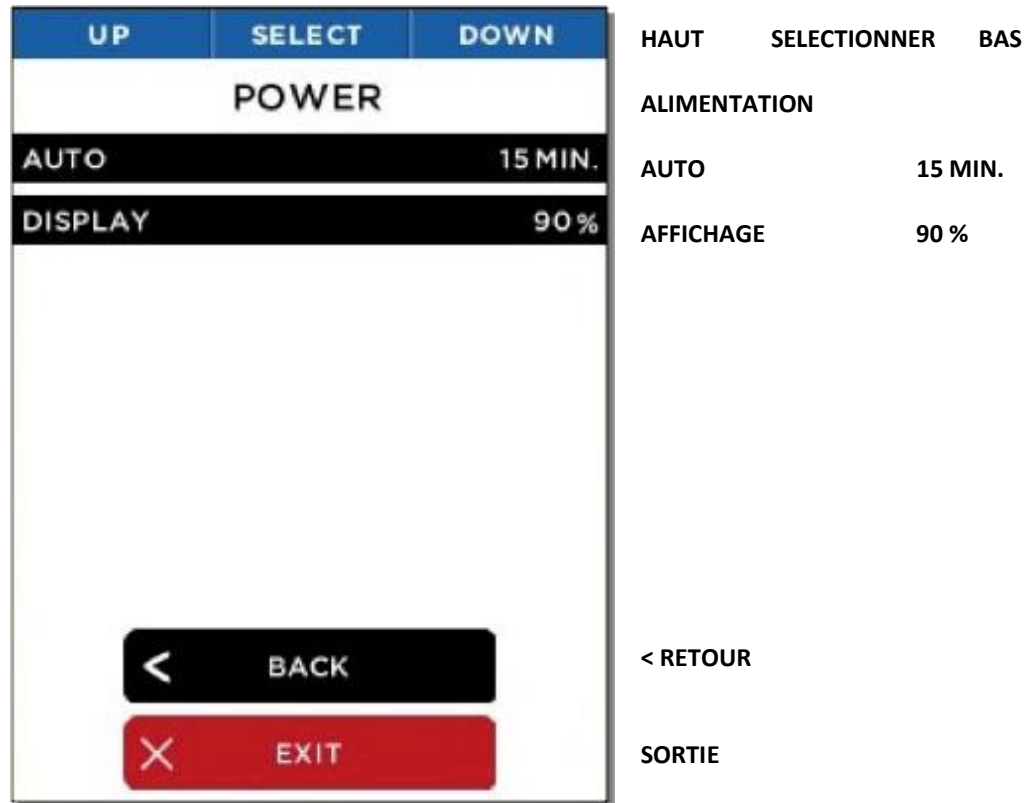 UP SELECT DOWN
HAUT SELECTIONNER BAS
POWER
ALIMENTATION
AUTO 15 MIN.
AUTO 15 MIN.
DISPLAY 90%
AFFICHAGE 90 %
< BACK
< RETOUR
X EXIT
SORTIE